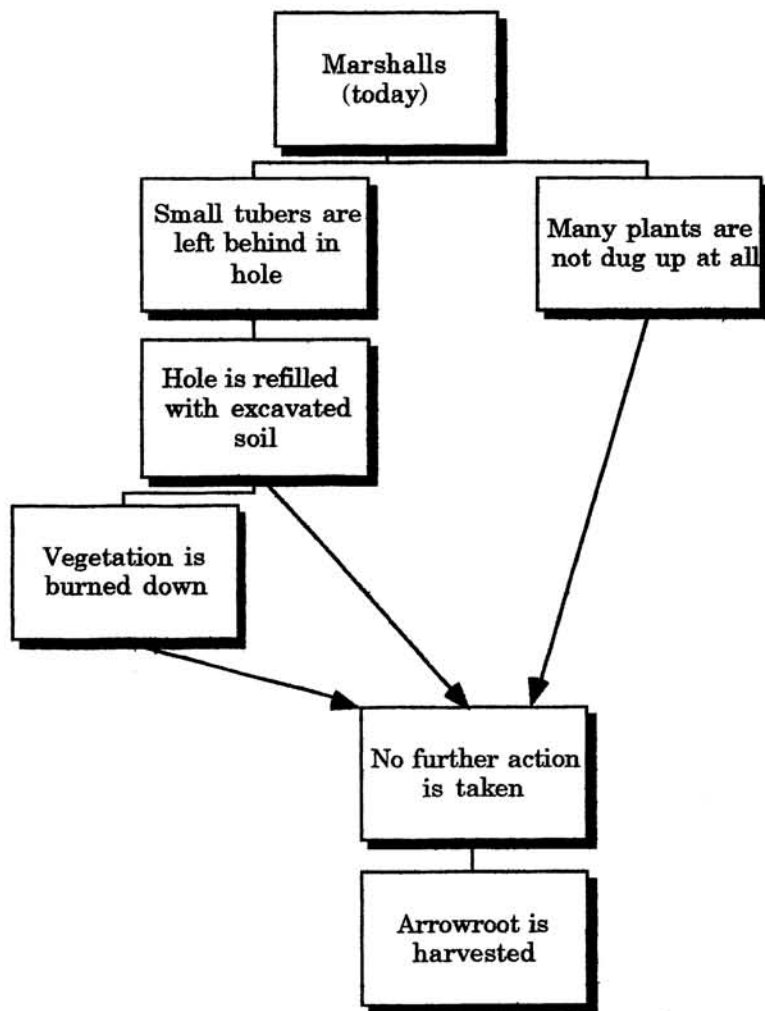 Marshalls
(today)
Small tubers are
left behind in
hole
Many plants are
not dug up at all
Hole is refilled
with excavated
soil
Vegetation is
burned down
No further action
is taken
Arrowroot is
harvested